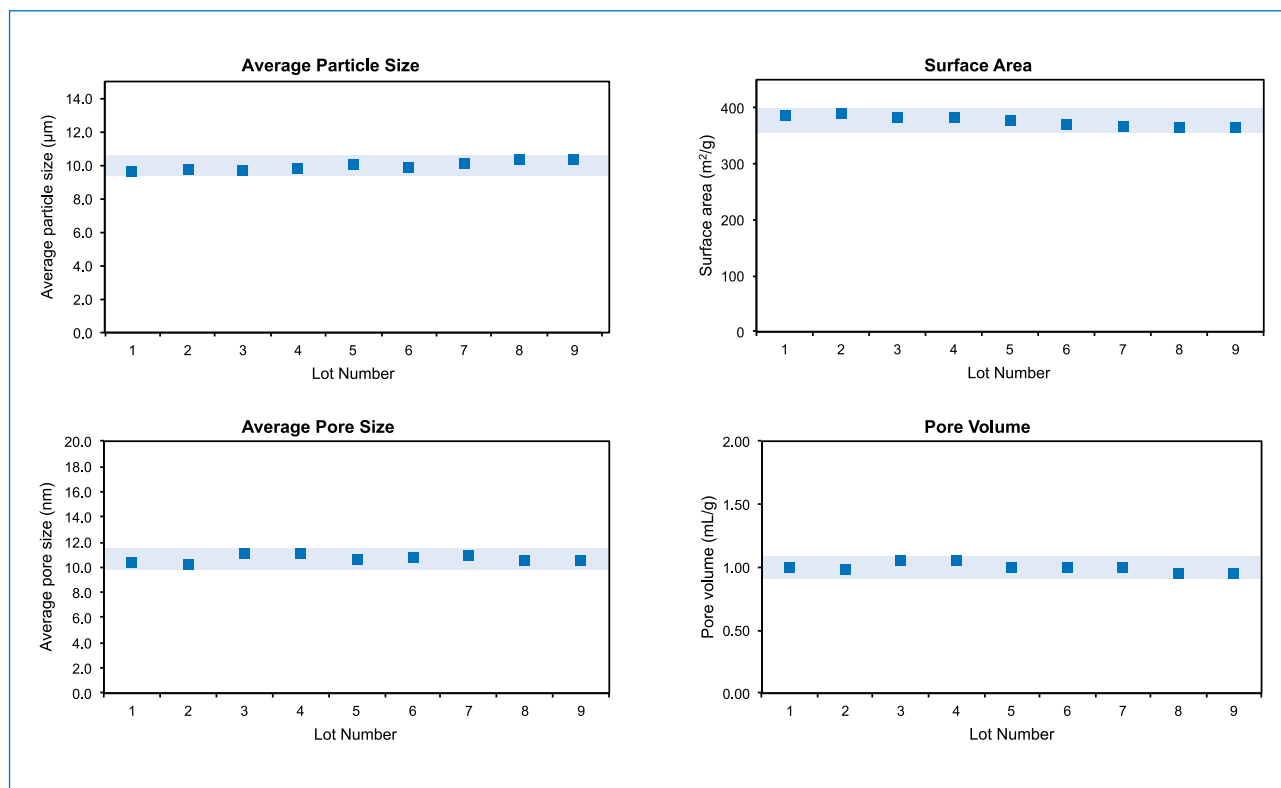 Average Particle Size
Average particle size (µm)
14.0
12.0
10.0
8.0
6.0
4.0
2.0
0.0
1 2 3 4 5 6 7 8 9
Lot Number
Surface Area
Surface area (m²/g)
400
300
200
100
0
1 2 3 4 5 6 7 8 9
Lot Number
Average Pore Size
Average pore size (nm)
20.0
18.0
16.0
14.0
12.0
10.0
8.0
6.0
4.0
2.0
0.0
1 2 3 4 5 6 7 8 9
Lot Number
Pore Volume
Pore volume (mL/g)
2.00
1.50
1.00
0.50
0.00
1 2 3 4 5 6 7 8 9
Lot Number